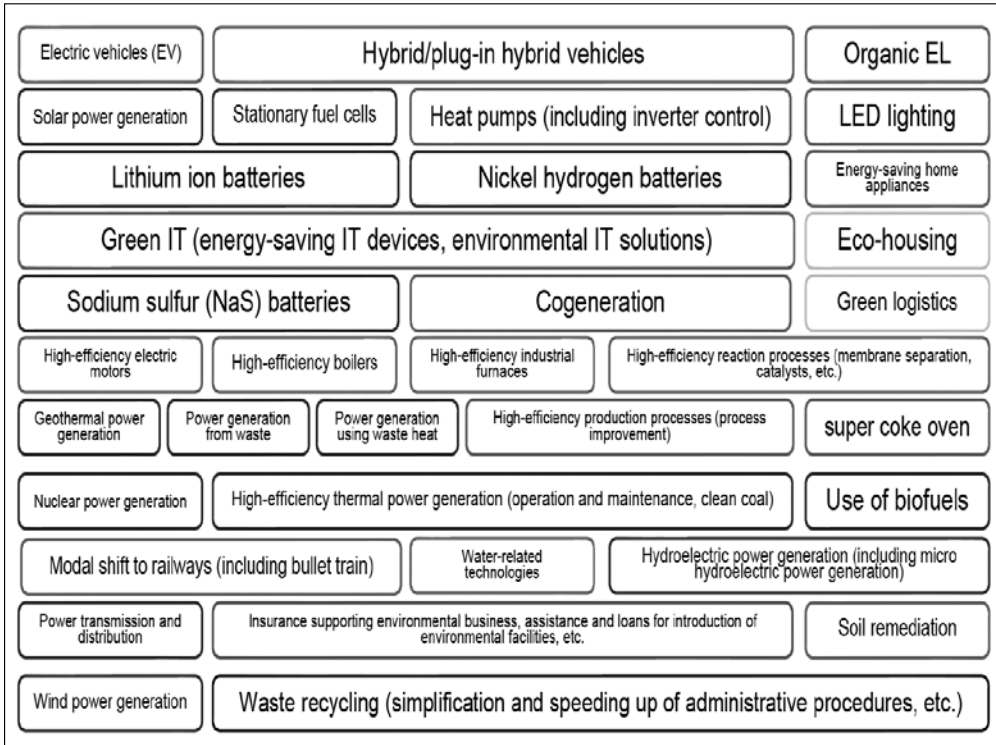 Electric vehicles (EV)
Hybrid/plug-in hybrid vehicles
Organic EL
Solar power generation
Stationary fuel cells
Heat pumps (including inverter control)
LED lighting
Lithium ion batteries
Nickel hydrogen batteries
Energy-saving home
appliances
Green IT (energy-saving IT devices, environmental IT solutions)
Eco-housing
Sodium sulfur (NaS) batteries
Cogeneration
Green logistics
High-efficiency electric
motors
High-efficiency boilers
High-efficiency industrial
furnaces
High-efficiency reaction processes (membrane separation,
catalysts, etc.)
Geothermal power
generation
Power generation
from waste
Power generation
using waste heat
High-efficiency production processes (process
improvement)
super coke oven
Nuclear power generation
High-efficiency thermal power generation (operation and maintenance, clean coal)
Use of biofuels
Modal shift to railways (including bullet train)
Water-related
technologies
Hydroelectric power generation (including micro
hydroelectric power generation)
Power transmission and
distribution
Insurance supporting environmental business, assistance and loans for introduction of
environmental facilities, etc.
Soil remediation
Wind power generation
Waste recycling (simplification and speeding up of administrative procedures, etc.)